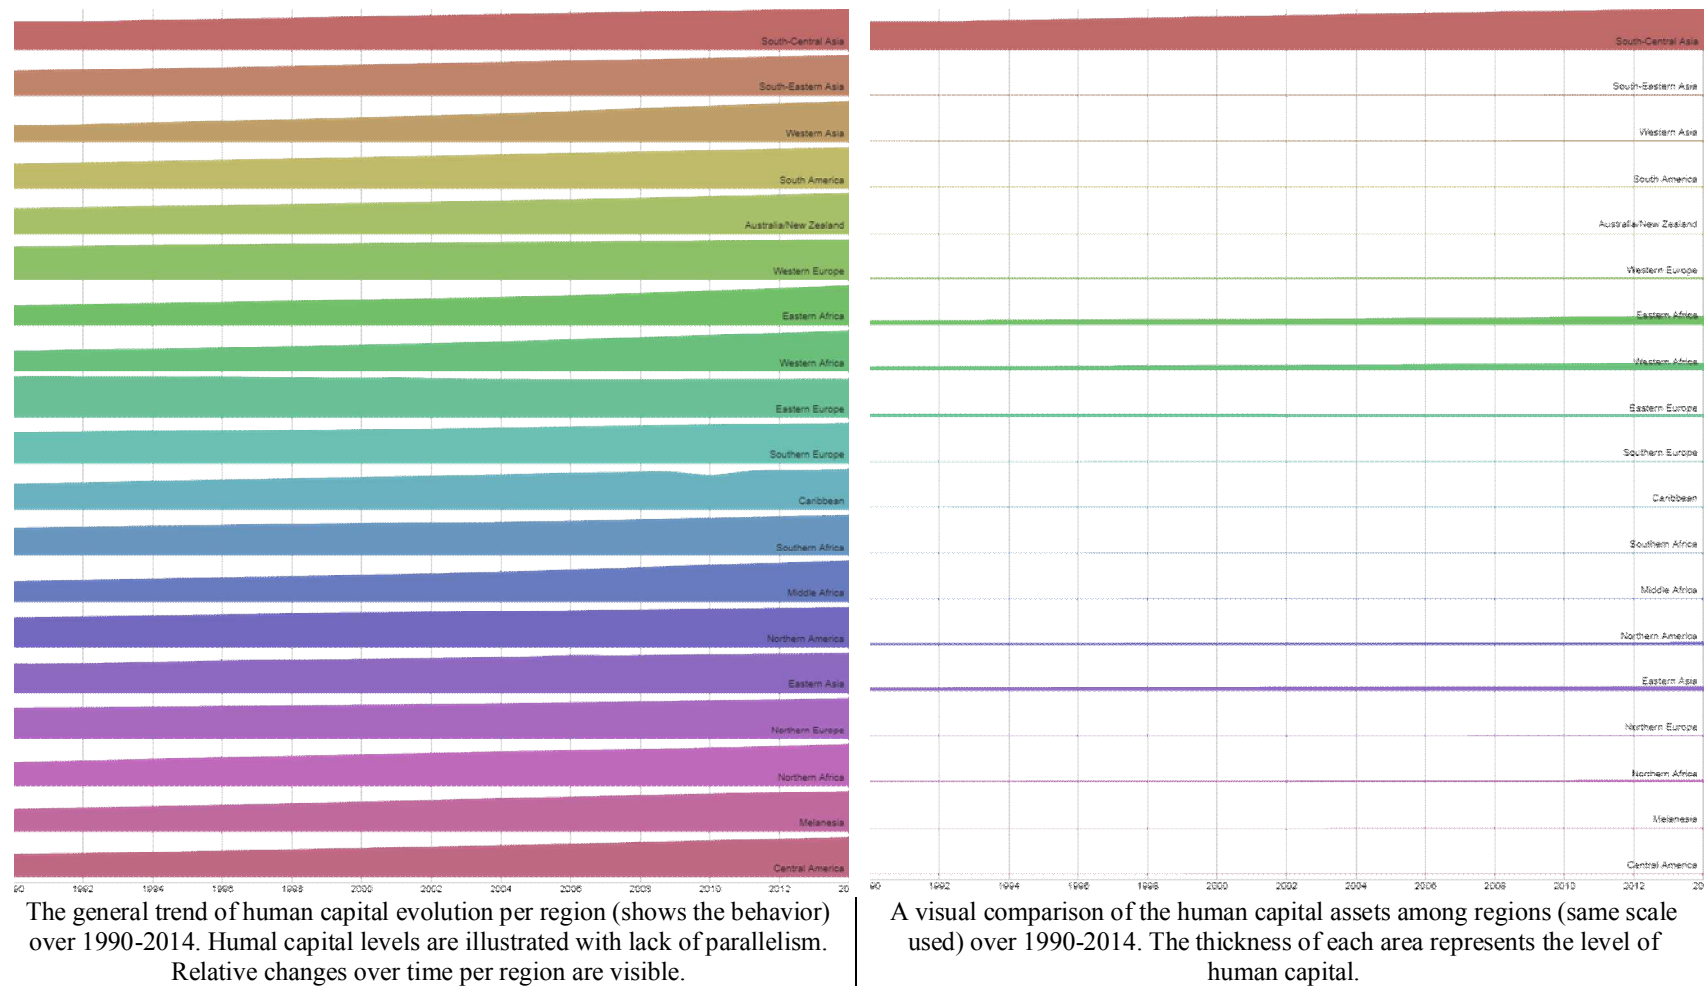 South-Central Asia
South-Eastern Asia
Western Asia
South America
Australia/New Zealand
Western Europe
Eastern Africa
Western Africa
Eastern Europe
Southern Europe
Caribbean
Southern Africa
Middle Africa
Northern America
Eastern Asia
Northern Europe
Northern Africa
Melanesia
Central America
90 1992 1994 1996 1998 2000 2002 2004 2006 2008 2010 2012 20
The general trend of human capital evolution per region (shows the behavior)
over 1990-2014. Humal capital levels are illustrated with lack of parallelism.
Relative changes over time per region are visible.
South-Central Asia
South-Eastern Asia
Western Asia
South America
Australia/New Zealand
Western Europe
Eastern Africa
Western Africa
Eastern Europe
Southern Europe
Caribbean
Southern Africa
Middle Africa
Northern America
Eastern Asia
Northern Europe
Northern Africa
Melanesia
Central America
90 1992 1994 1996 1998 2000 2002 2004 2006 2008 2010 2012 20
A visual comparison of the human capital assets among regions (same scale
used) over 1990-2014. The thickness of each area represents the level of
human capital.